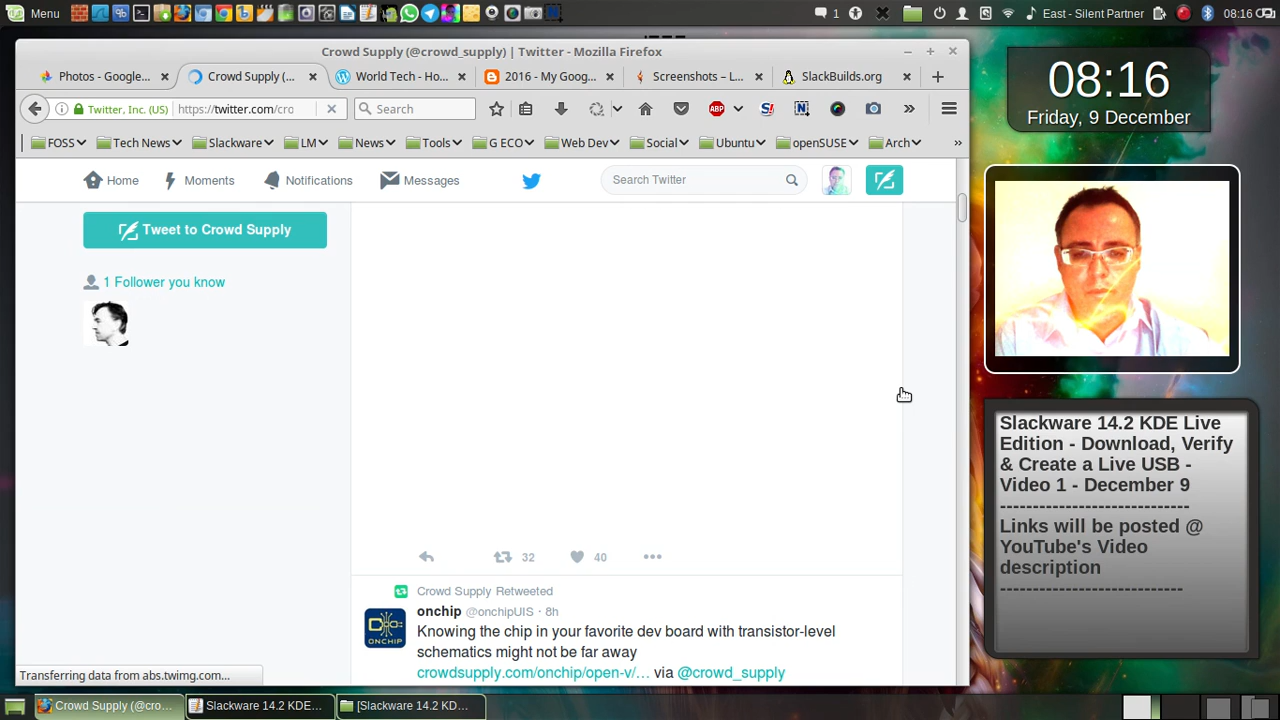 Menu
1
East - Silent Partner
08:16
Crowd Supply (@crowd_supply) | Twitter - Mozilla Firefox
Photos - Google...
Crowd Supply (...
World Tech - Ho...
2016 - My Goog...
Screenshots – L...
SlackBuilds.org
Twitter, Inc. (US)
https://twitter.com/cro
Search
ABP
FOSS
Tech News
Slackware
LM
News
Tools
G ECO
Web Dev
Social
Ubuntu
openSUSE
Arch
Home
Moments
Notifications
Messages
Search Twitter
Tweet to Crowd Supply
1 Follower you know
32
40
Crowd Supply Retweeted
onchip @onchipUIS · 8h
ONCHIP
Knowing the chip in your favorite dev board with transistor-level
schematics might not be far away
crowdsupply.com/onchip/open-v/... via @crowd_supply
Transferring data from abs.twimg.com...
08:16
Friday, 9 December
Slackware 14.2 KDE Live
Edition - Download, Verify
& Create a Live USB -
Video 1 - December 9
----------------------------
Links will be posted @
YouTube's Video
description
---------------------------
Crowd Supply (@cro...
Slackware 14.2 KDE...
[Slackware 14.2 KD...